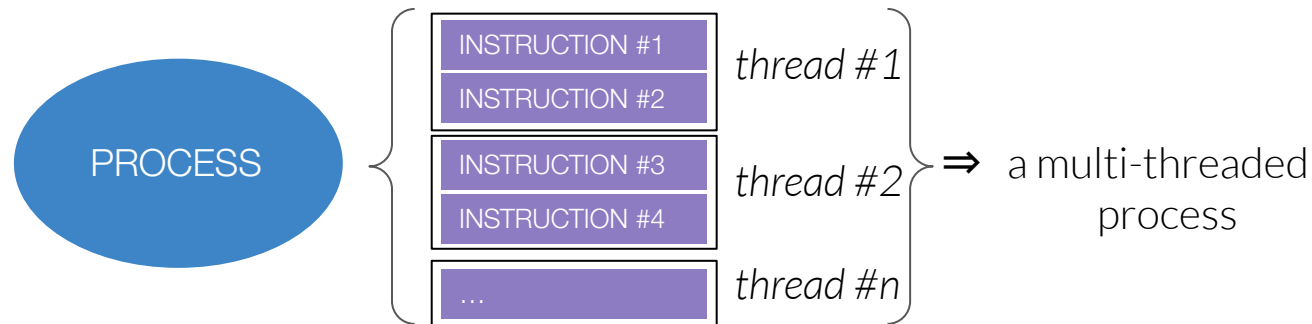 PROCESS
INSTRUCTION #1
INSTRUCTION #2
thread #1
INSTRUCTION #3
INSTRUCTION #4
thread #2
...
thread #n
⇒ a multi-threaded
process